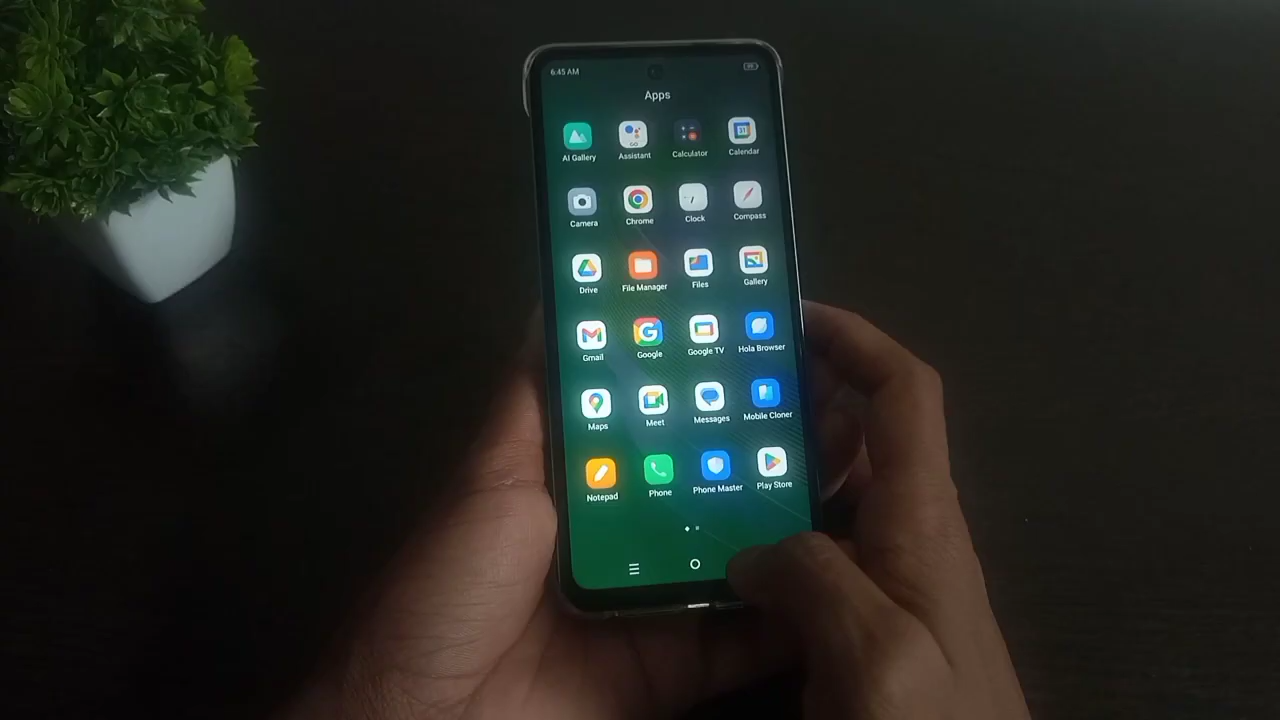 6:45 AM
Apps
AI Gallery Assistant Calculator Calendar
Camera Chrome Clock Compass
Drive File Manager Files Gallery
Gmail Google Google TV Hola Browser
Maps Meet Messages Mobile Cloner
Notepad Phone Phone Master Play Store